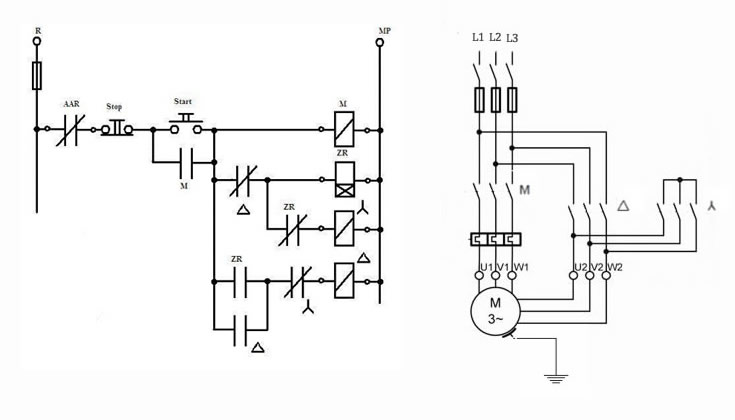 R
MP
AAR
Stop
Start
M
M
ZR
ZR
ZR
L1 L2 L3
M
U1 V1 W1
U2 V2 W2
M
3~